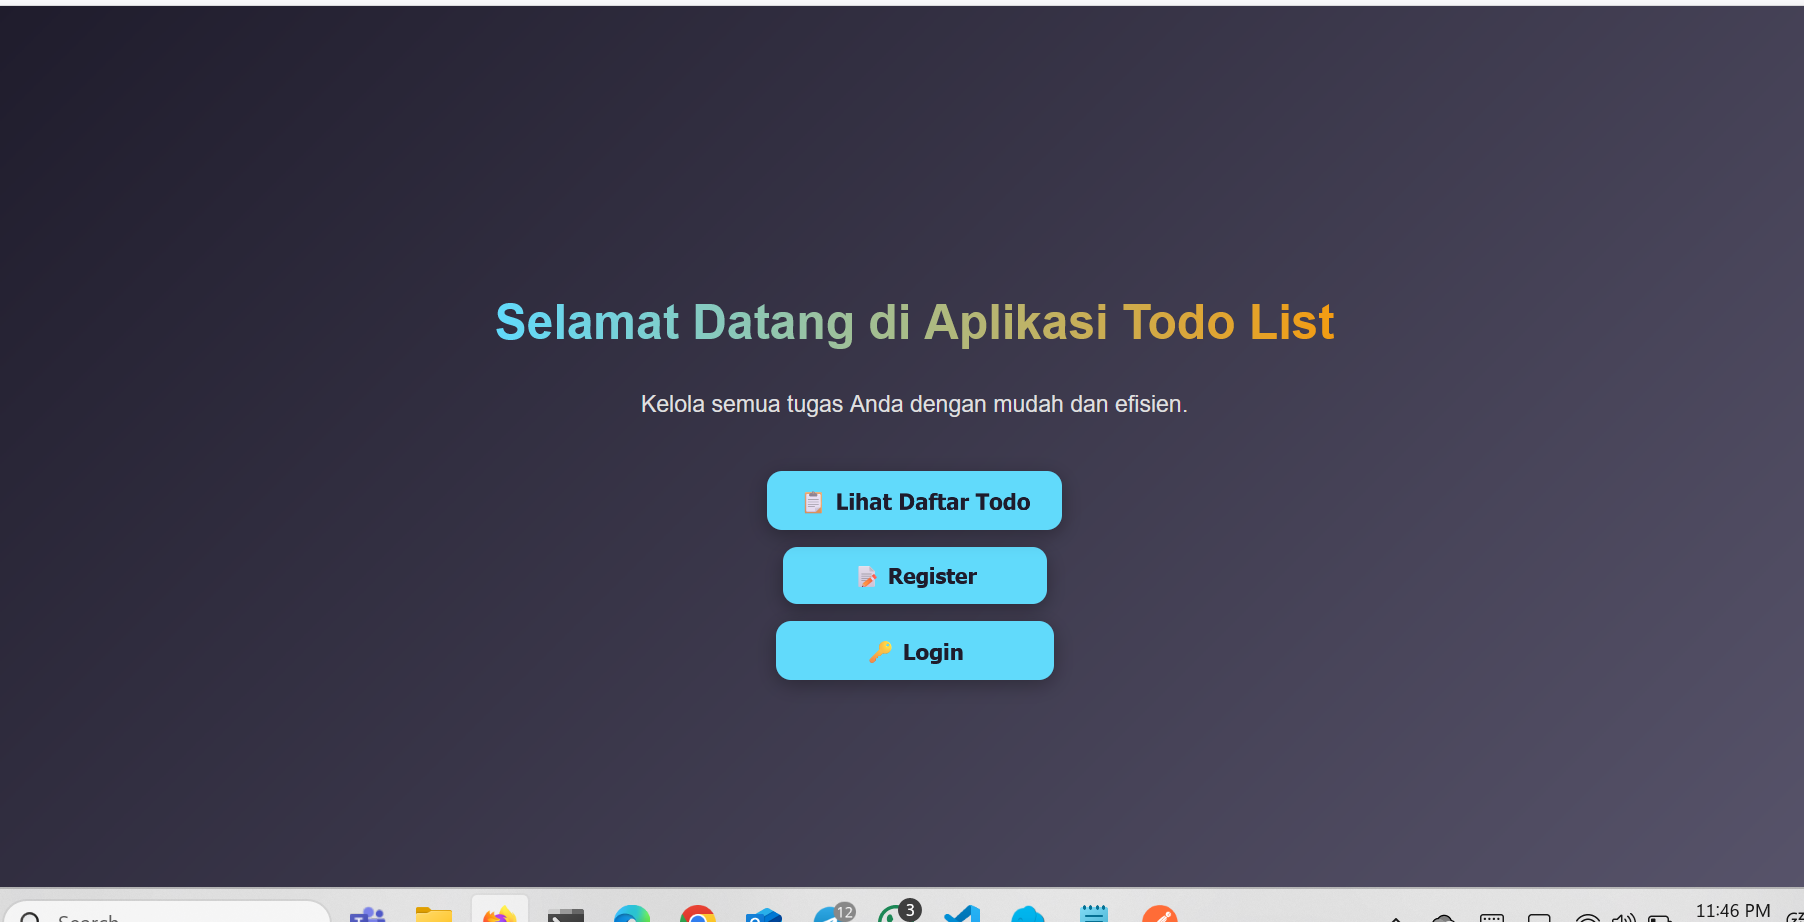 Selamat Datang di Aplikasi Todo List
Kelola semua tugas Anda dengan mudah dan efisien.
Lihat Daftar Todo
Register
Login
Search
12
3
11:46 PM